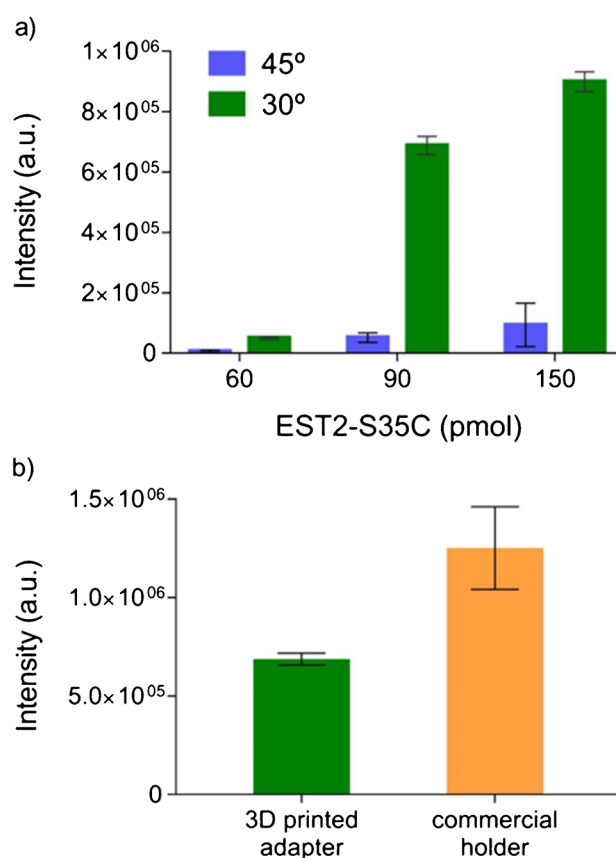 a)
1× 10⁰⁶
8× 10⁰⁵
6× 10⁰⁵
4× 10⁰⁵
2× 10⁰⁵
0
Intensity (a.u.)
45º
30º
60 90 150
EST2-S35C (pmol)
b)
1.5× 10⁰⁶
1.0× 10⁰⁶
5.0× 10⁰⁵
0
Intensity (a.u.)
3D printed
adapter
commercial
holder